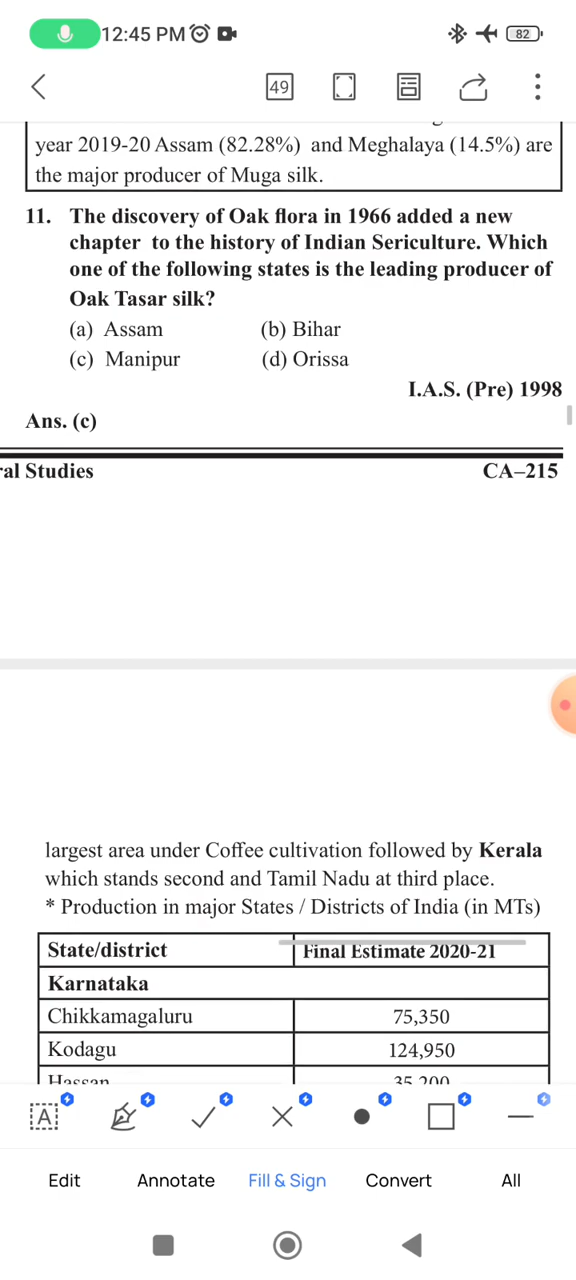 12:45 PM
82
49
year 2019-20 Assam (82.28%) and Meghalaya (14.5%) are
the major producer of Muga silk.
11. The discovery of Oak flora in 1966 added a new
chapter to the history of Indian Sericulture. Which
one of the following states is the leading producer of
Oak Tasar silk?
(a) Assam (b) Bihar
(c) Manipur (d) Orissa
I.A.S. (Pre) 1998
Ans. (c)
ral Studies CA–215
largest area under Coffee cultivation followed by Kerala
which stands second and Tamil Nadu at third place.
* Production in major States / Districts of India (in MTs)
State/district Final Estimate 2020-21
Karnataka
Chikkamagaluru 75,350
Kodagu 124,950
Hassan 35,200
A
Edit Annotate Fill & Sign Convert All